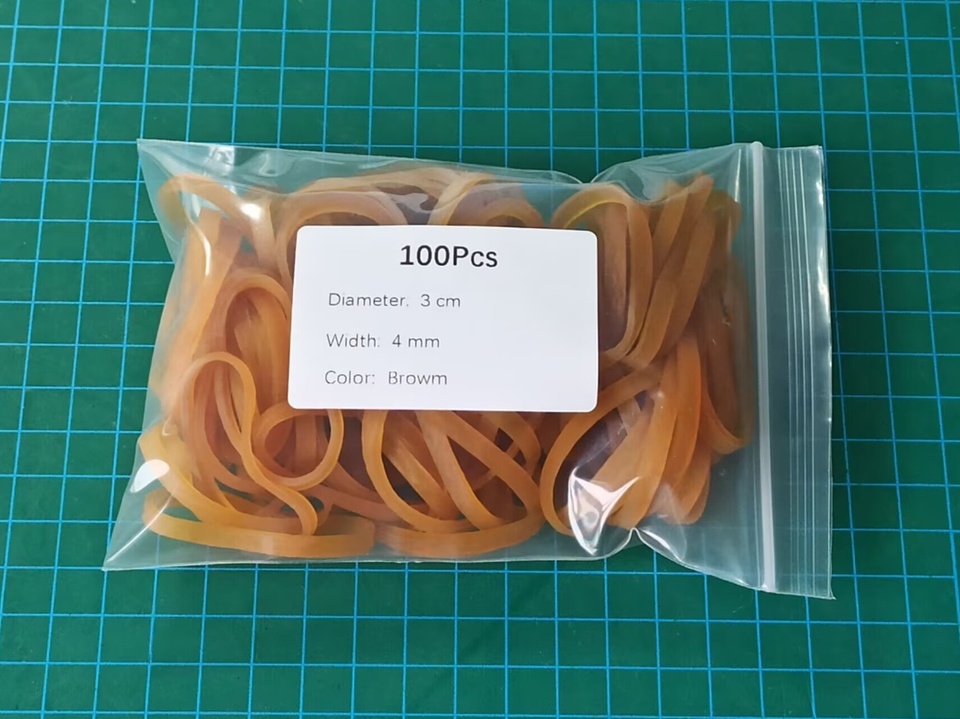 100Pcs
Diameter: 3 cm
Width: 4 mm
Color: Browm